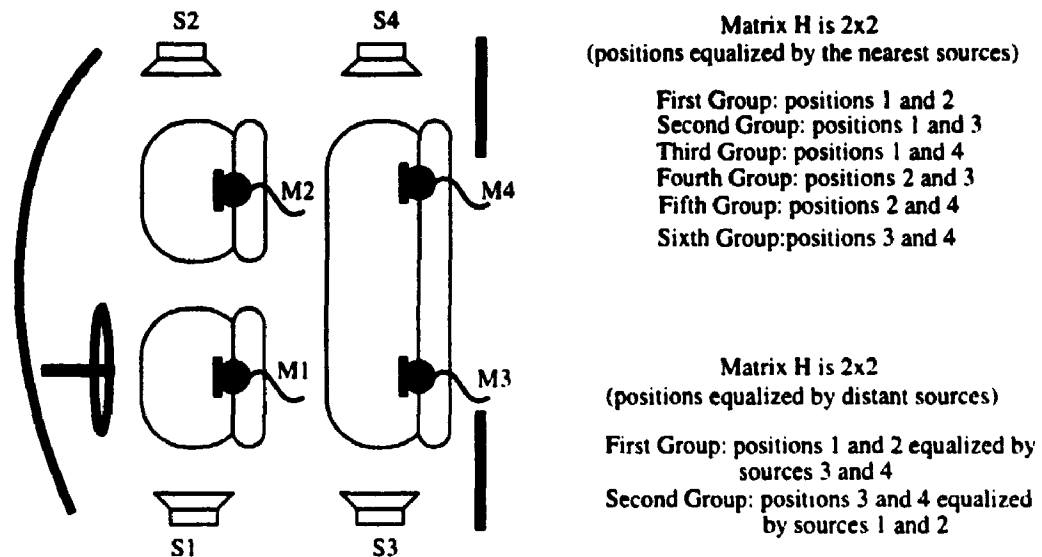 S2
S4
M2
M4
M1
M3
S1
S3
Matrix H is 2x2
(positions equalized by the nearest sources)
First Group: positions 1 and 2
Second Group: positions 1 and 3
Third Group: positions 1 and 4
Fourth Group: positions 2 and 3
Fifth Group: positions 2 and 4
Sixth Group:positions 3 and 4
Matrix H is 2x2
(positions equalized by distant sources)
First Group: positions 1 and 2 equalized by
sources 3 and 4
Second Group: positions 3 and 4 equalized
by sources 1 and 2